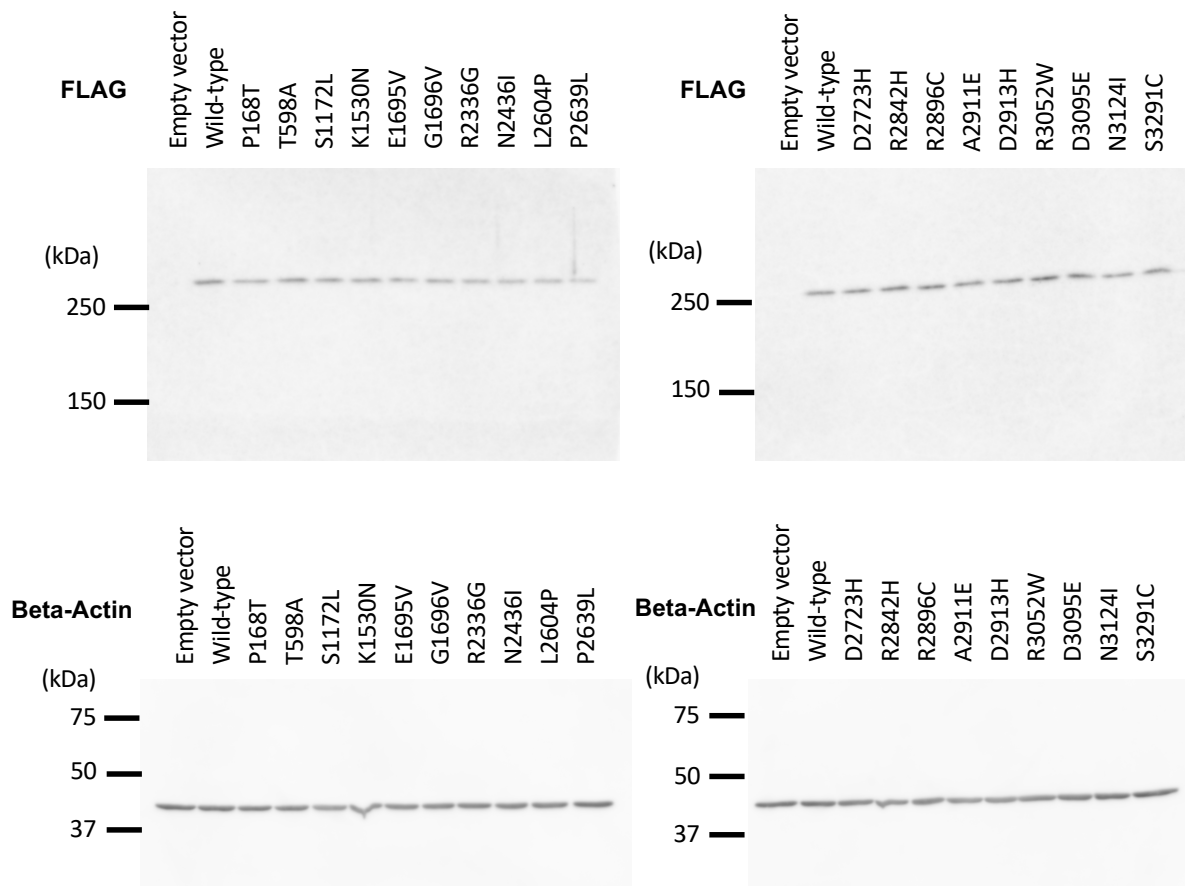 FLAG
Empty vector
Wild-type
P168T
T598A
S1172L
K1530N
E1695V
G1696V
R2336G
N2436I
L2604P
P2639L
(kDa)
250
150
FLAG
Empty vector
Wild-type
D2723H
R2842H
R2896C
A2911E
D2913H
R3052W
D3095E
N3124I
S3291C
250
150
Beta-Actin
Empty vector
Wild-type
P168T
T598A
S1172L
K1530N
E1695V
G1696V
R2336G
N2436I
L2604P
P2639L
(kDa)
75
50
37
Beta-Actin
Empty vector
Wild-type
D2723H
R2842H
R2896C
A2911E
D2913H
R3052W
D3095E
N3124I
S3291C
(kDa)
75
50
37
(kDa)